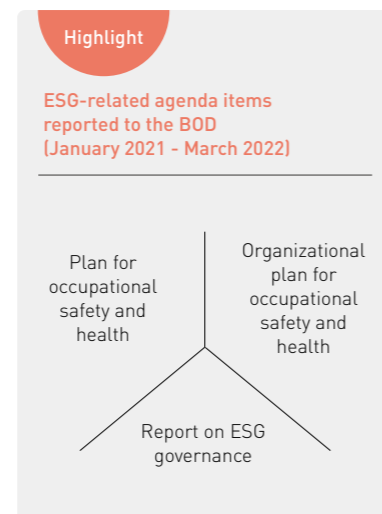 Highlight
ESG-related agenda items
reported to the BOD
(January 2021 - March 2022)
Plan for
occupational
safety and
health
Organizational
plan for
occupational
safety and
health
Report on ESG
governance